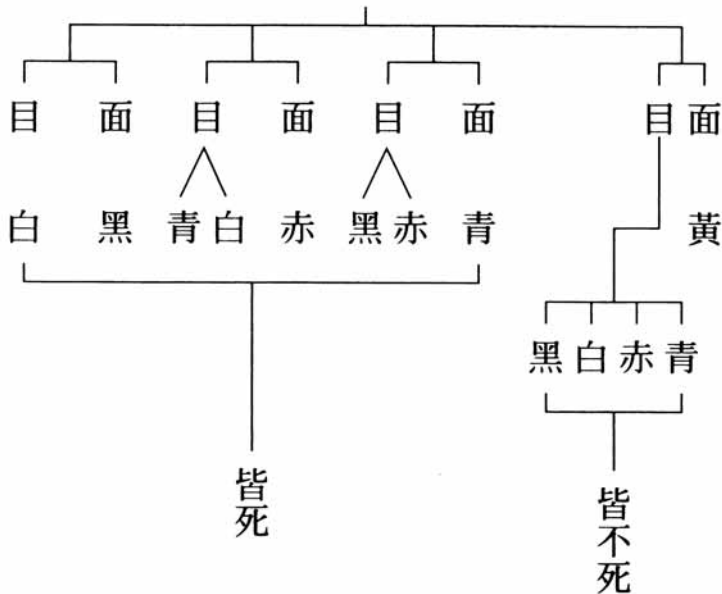 面目 面目 面目 面目
黃 青 赤黑 赤 白青 黑 白
青赤白黑
皆不死
皆死